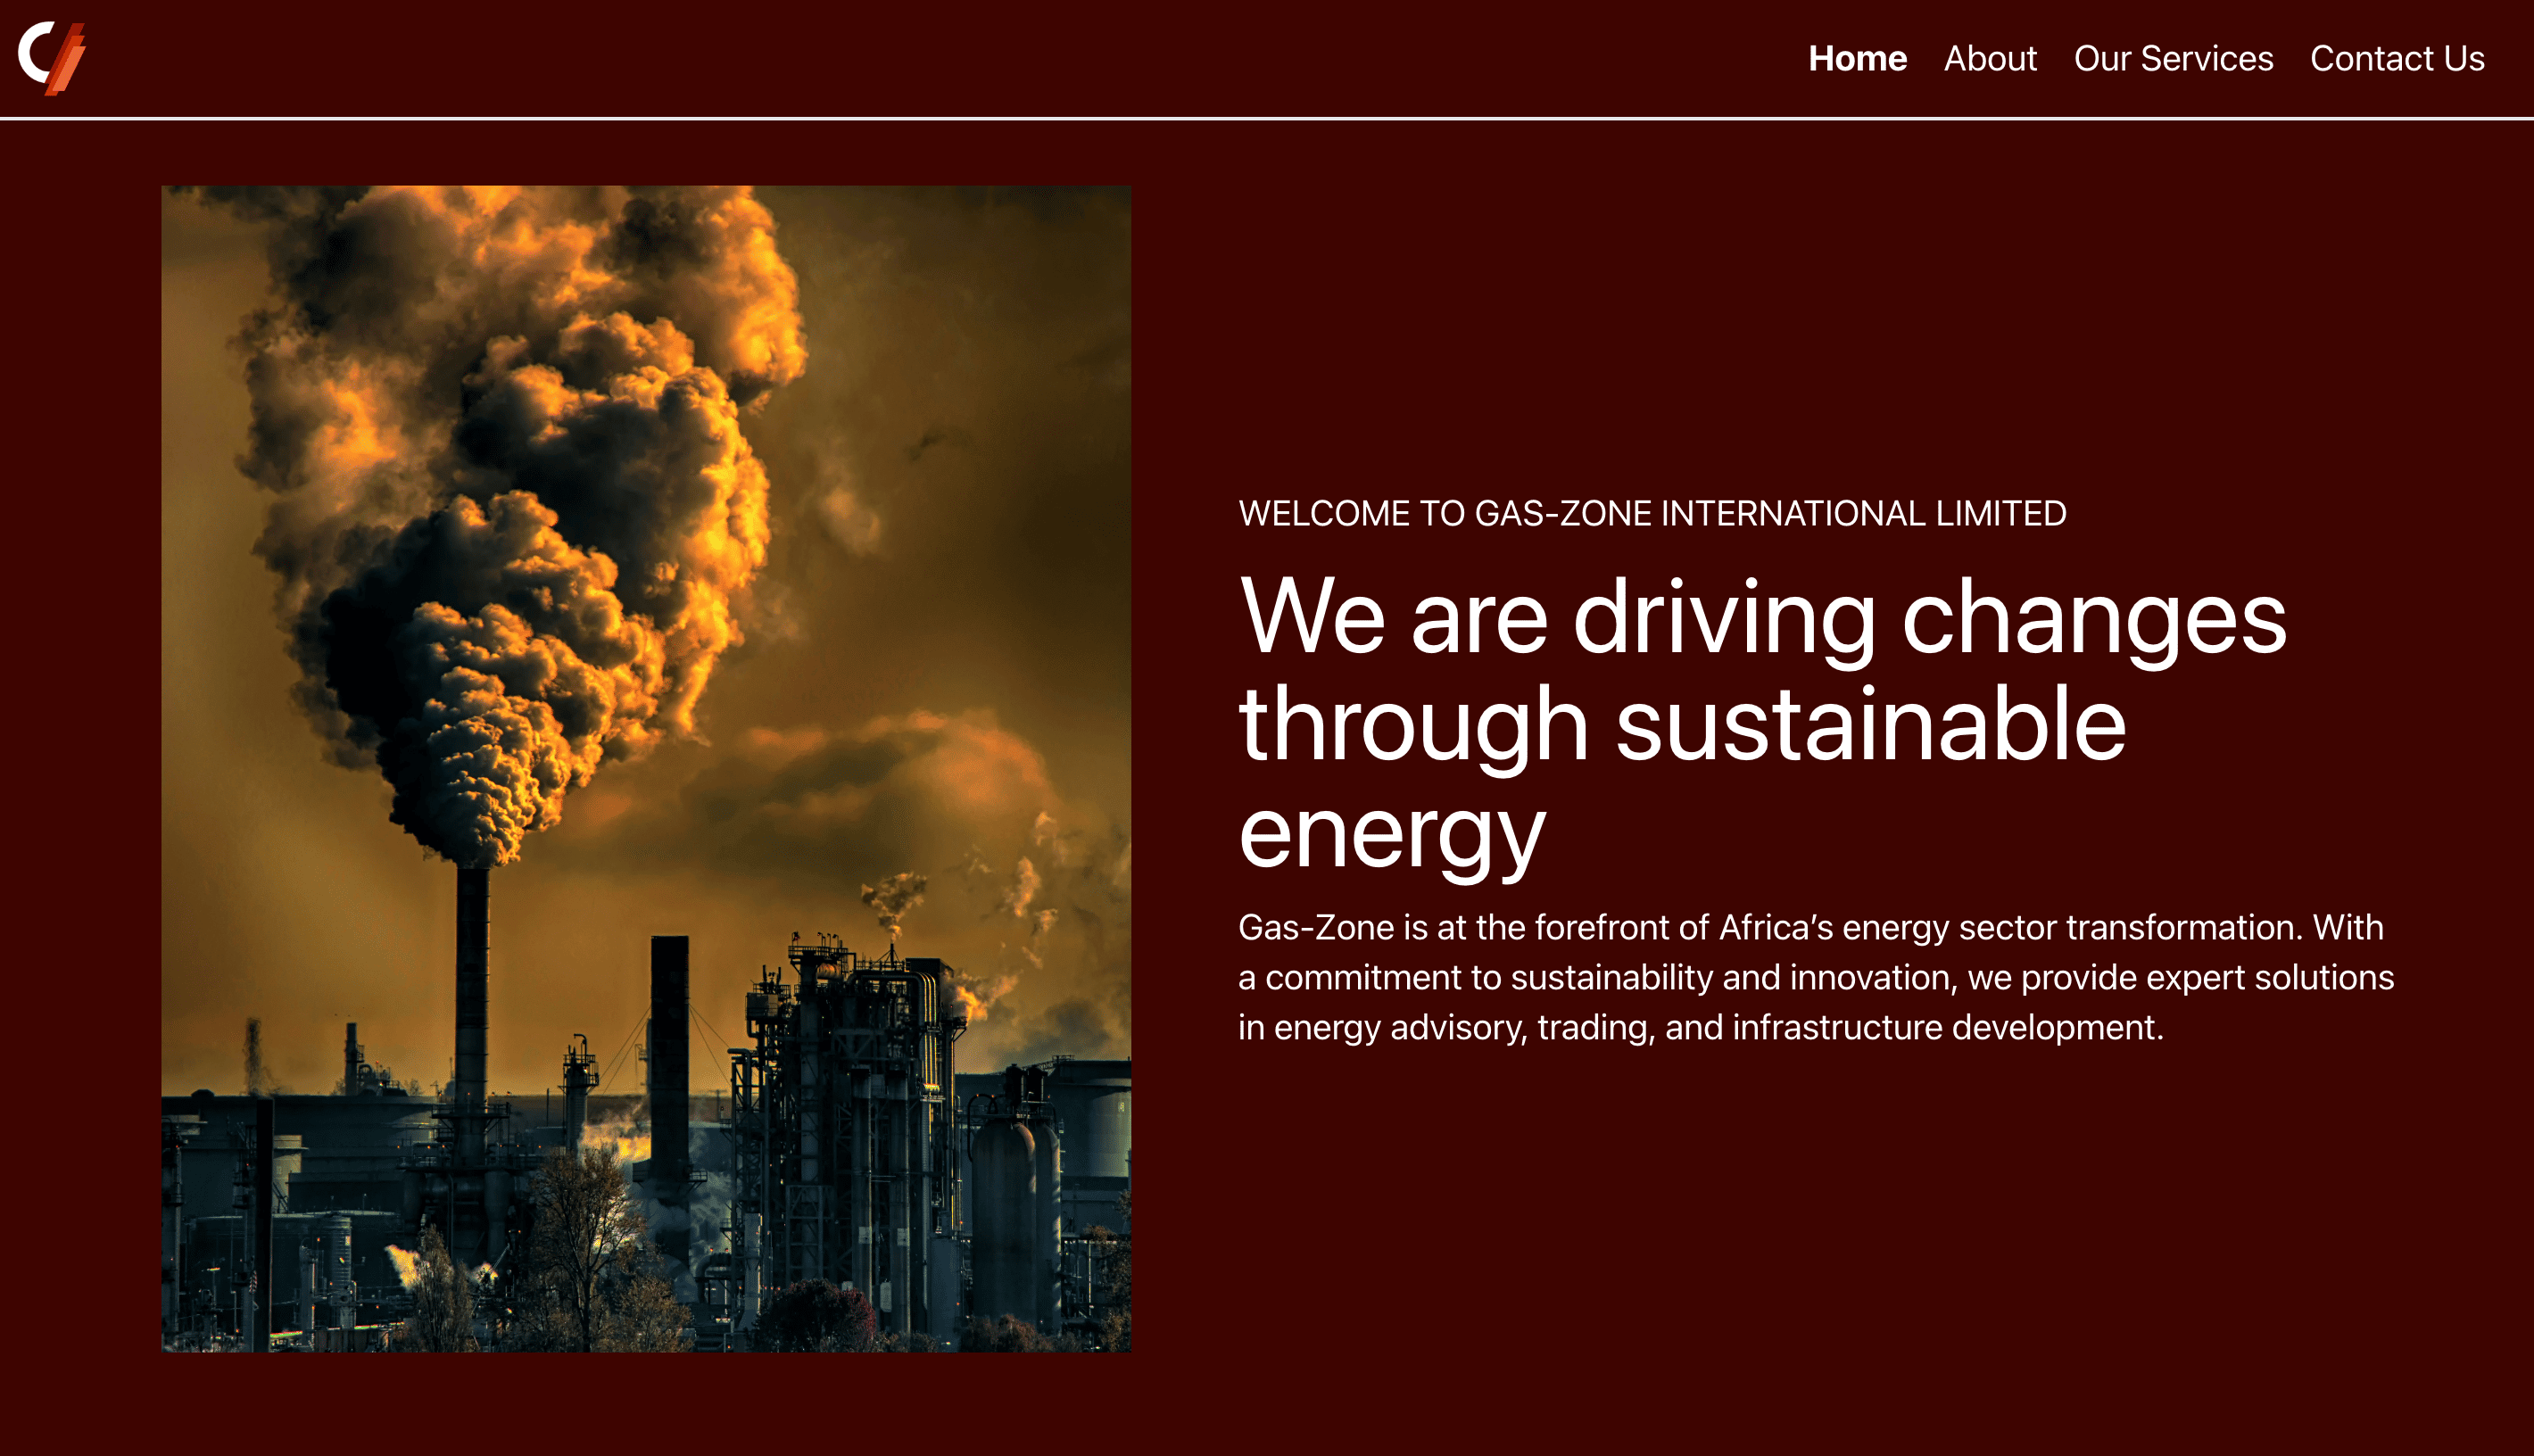 Home About Our Services Contact Us
WELCOME TO GAS-ZONE INTERNATIONAL LIMITED
We are driving changes
through sustainable
energy
Gas-Zone is at the forefront of Africa’s energy sector transformation. With
a commitment to sustainability and innovation, we provide expert solutions
in energy advisory, trading, and infrastructure development.